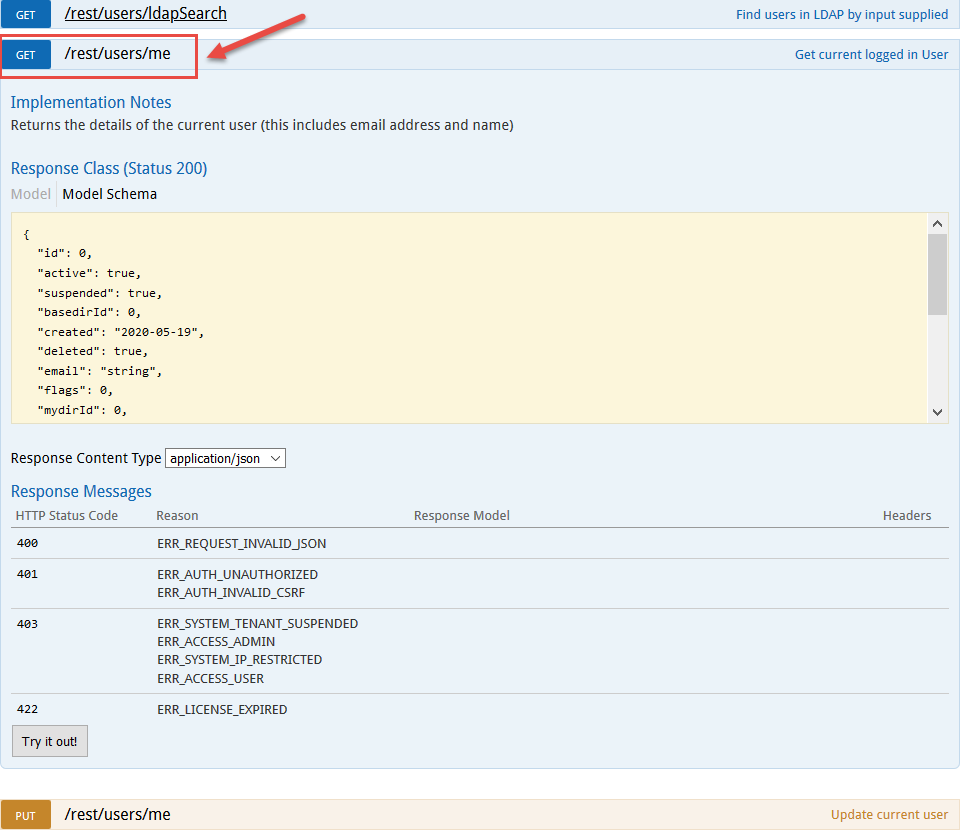 GET /rest/users/ldapSearch Find users in LDAP by input supplied
GET /rest/users/me Get current logged in User
Implementation Notes
Returns the details of the current user (this includes email address and name)
Response Class (Status 200)
Model Model Schema
{
"id": 0,
"active": true,
"suspended": true,
"basedirId": 0,
"created": "2020-05-19",
"deleted": true,
"email": "string",
"flags": 0,
"mydirId": 0,
Response Content Type application/json
Response Messages
HTTP Status Code Reason Response Model Headers
400 ERR_REQUEST_INVALID_JSON
401 ERR_AUTH_UNAUTHORIZED
ERR_AUTH_INVALID_CSRF
403 ERR_SYSTEM_TENANT_SUSPENDED
ERR_ACCESS_ADMIN
ERR_SYSTEM_IP_RESTRICTED
ERR_ACCESS_USER
422 ERR_LICENSE_EXPIRED
Try it out!
PUT /rest/users/me Update current user